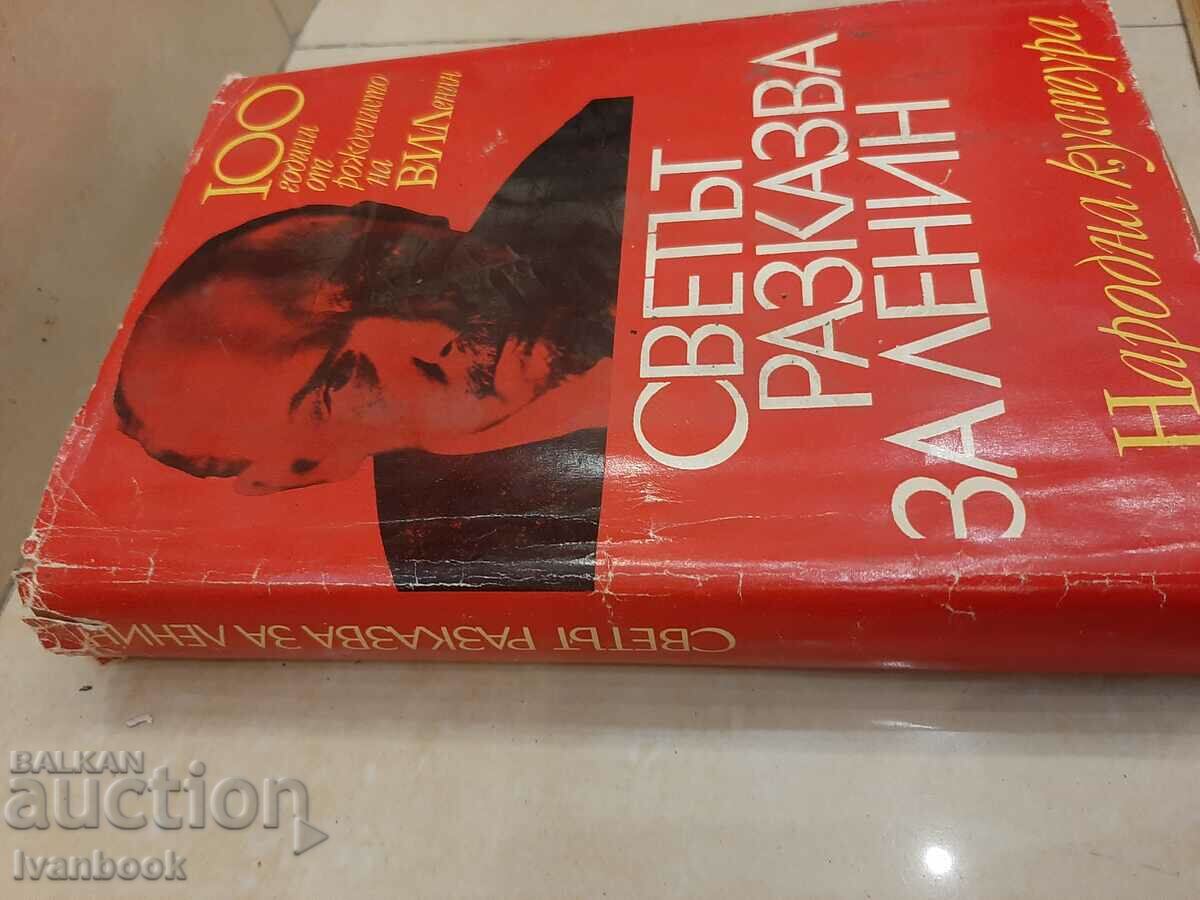 100
години
от
рождението
на
ВИЛенин
СВЕТЪТ
РАЗКАЗВА
ЗА ЛЕНИН
Народна култура
СВЕТЪТ РАЗКАЗВА ЗА ЛЕНИН
BALKAN
auction
Ivanbook